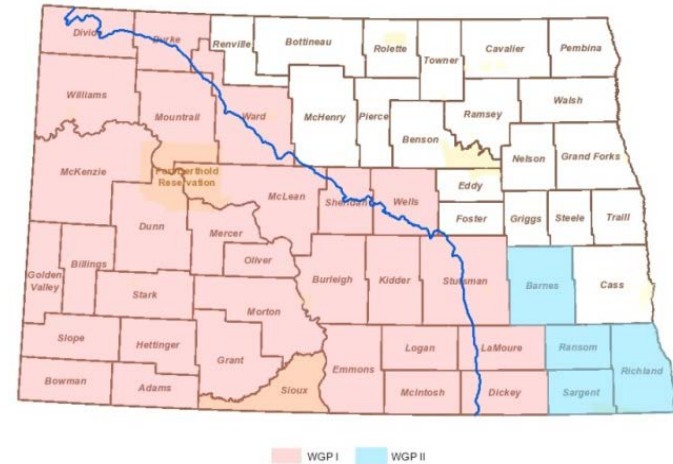 Divide
Burke
Renville
Bottineau
Rolette
Towner
Cavalier
Pembina
Williams
Mountrail
Ward
McHenry
Pierce
Benson
Ramsey
Walsh
Nelson
Grand Forks
McKenzie
Fort Berthold
Reservation
McLean
Sheridan
Wells
Eddy
Foster
Griggs
Steele
Traill
Dunn
Mercer
Oliver
Golden
Valley
Billings
Stark
Burleigh
Kidder
Stutsman
Barnes
Cass
Morton
Slope
Hettinger
Grant
Emmons
Logan
LaMoure
Ransom
Richland
Bowman
Adams
Sioux
McIntosh
Dickey
Sargent
WGP I
WGP II